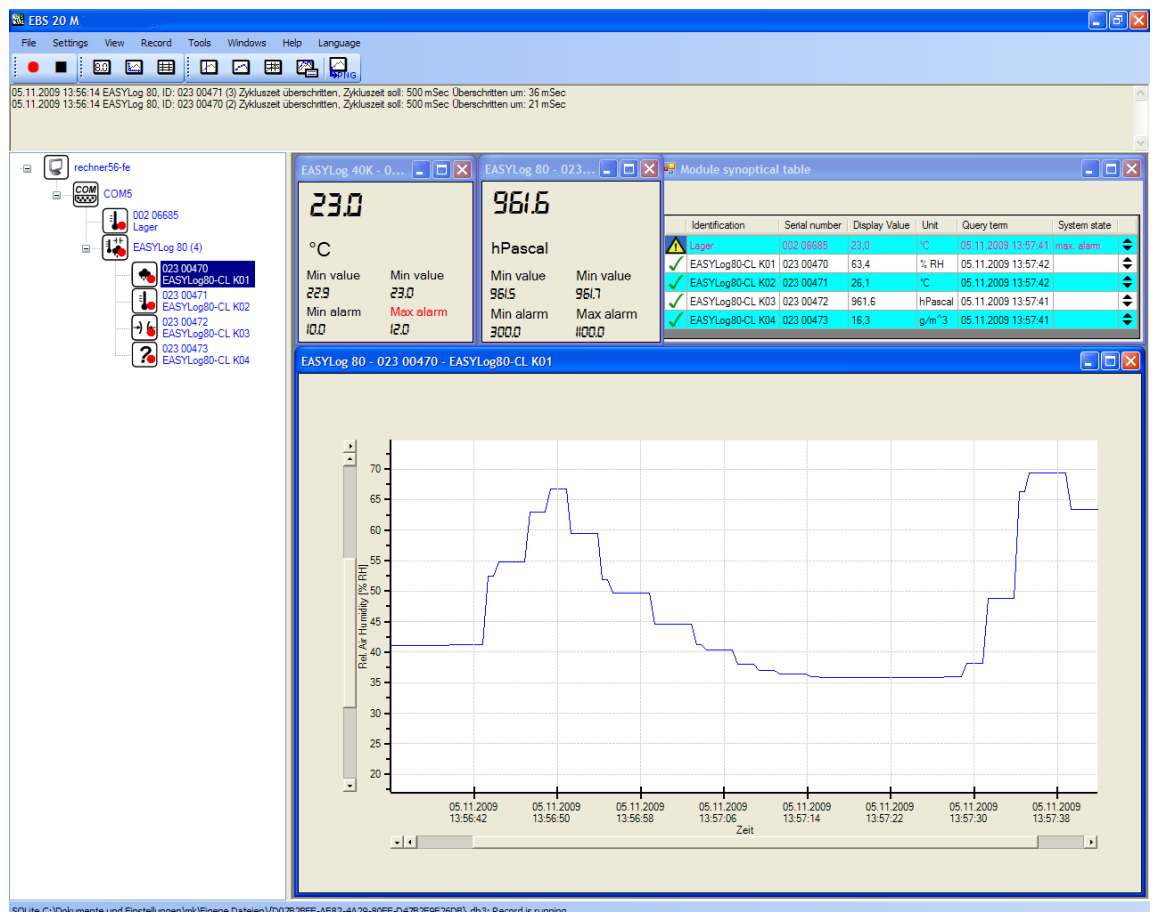 EBS 20 M
File Settings View Record Tools Windows Help Language
8.0 PNG
05.11.2009 13:56:14 EASYLog 80, ID: 023 00471 (3) Zykluszeit überschritten, Zykluszeit soll: 500 mSec Überschritten um: 36 mSec
05.11.2009 13:56:14 EASYLog 80, ID: 023 00470 (2) Zykluszeit überschritten, Zykluszeit soll: 500 mSec Überschritten um: 21 mSec
rechner56-fe
COM COM5
002 06685
Lager
EASYLog 80 (4)
023 00470
EASYLog80-CL K01
023 00471
EASYLog80-CL K02
023 00472
EASYLog80-CL K03
023 00473
EASYLog80-CL K04
EASYLog 40K - 0...
23.0
°C
Min value Min value
22.9 23.0
Min alarm Max alarm
10.0 12.0
EASYLog 80 - 023...
961.6
hPascal
Min value Min value
961.5 961.7
Min alarm Max alarm
300.0 1100.0
Module synoptical table
Identification Serial number Display Value Unit Query term System state
Lager 002 06685 23,0 °C 05.11.2009 13:57:41 max. alarm
EASYLog80-CL K01 023 00470 63,4 % RH 05.11.2009 13:57:42
EASYLog80-CL K02 023 00471 26,1 °C 05.11.2009 13:57:42
EASYLog80-CL K03 023 00472 961,6 hPascal 05.11.2009 13:57:41
EASYLog80-CL K04 023 00473 16,3 g/m^3 05.11.2009 13:57:41
EASYLog 80 - 023 00470 - EASYLog80-CL K01
Rel. Air Humidity [% RH]
70
65
60
55
50
45
40
35
30
25
20
05.11.2009 05.11.2009 05.11.2009 05.11.2009 05.11.2009 05.11.2009 05.11.2009 05.11.2009
13:56:42 13:56:50 13:56:58 13:57:06 13:57:14 13:57:22 13:57:30 13:57:38
Zeit